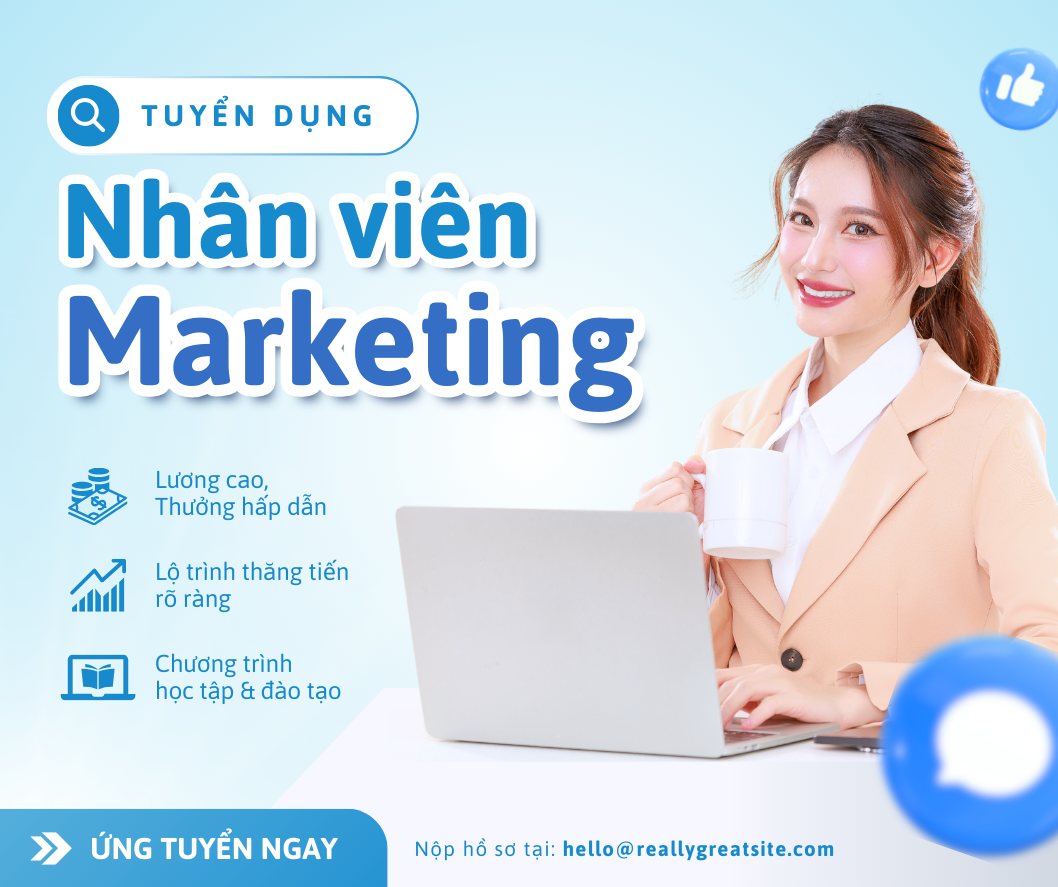 TUYỂN DỤNG
Nhân viên
Marketing
Lương cao,
Thưởng hấp dẫn
Lộ trình thăng tiến
rõ ràng
Chương trình
học tập & đào tạo
ỨNG TUYỂN NGAY
Nộp hồ sơ tại: hello@reallygreatsite.com